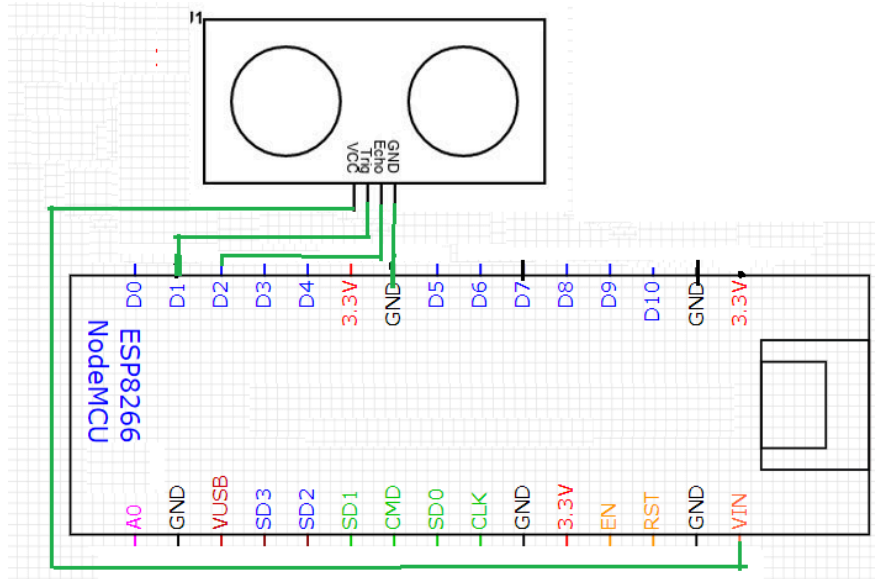 J1
VCC
Trig
Echo
GND
D0
D1
D2
D3
D4
3.3V
GND
D5
D6
D7
D8
D9
D10
GND
3.3V
ESP8266
NodeMCU
A0
GND
VUSB
SD3
SD2
SD1
CMD
SD0
CLK
GND
3.3V
EN
RST
GND
VIN